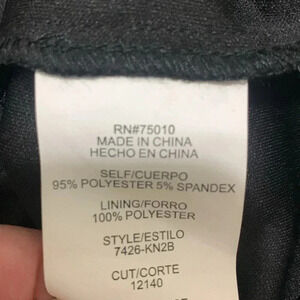 RN#75010
MADE IN CHINA
HECHO EN CHINA
SELF/CUERPO
95% POLYESTER 5% SPANDEX
LINING/FORRO
100% POLYESTER
STYLE/ESTILO
7426-KN2B
CUT/CORTE
12140